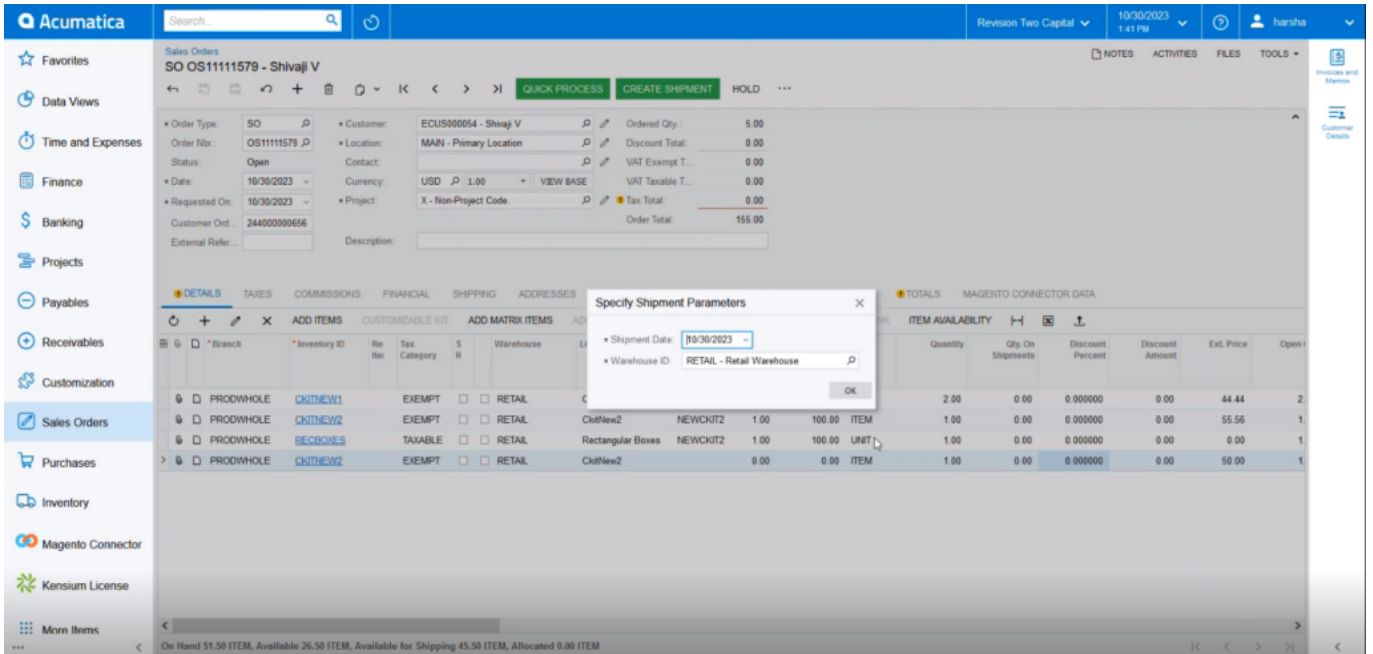 Acumatica
Search...
Revision Two Capital
10/30/2023
1:41 PM
harsha
Favorites
Data Views
Time and Expenses
Finance
Banking
Projects
Payables
Receivables
Customization
Sales Orders
Purchases
Inventory
Magento Connector
Kensium License
More Items
Sales Orders
SO OS11111579 - Shivaji V
NOTES ACTIVITIES FILES TOOLS
QUICK PROCESS CREATE SHIPMENT HOLD ...
Invoices and Memos
Customer Details
Order Type: SO Customer: ECUS000054 - Shivaji V Ordered Qty.: 5.00
Order Nbr.: OS11111579 Location: MAIN - Primary Location Discount Total: 0.00
Status: Open Contact: VAT Exempt T... 0.00
Date: 10/30/2023 Currency: USD 1.00 VIEW BASE VAT Taxable T... 0.00
Requested On: 10/30/2023 Project: X - Non-Project Code. Tax Total: 0.00
Customer Ord... 244000000656 Order Total: 155.00
External Refer... Description:
DETAILS TAXES COMMISSIONS FINANCIAL SHIPPING ADDRESSES TOTALS MAGENTO CONNECTOR DATA
ADD ITEMS CUSTOMIZABLE KIT ADD MATRIX ITEMS ITEM AVAILABILITY
Specify Shipment Parameters
Shipment Date: 10/30/2023
Warehouse ID: RETAIL - Retail Warehouse
OK
*Branch *Inventory ID Tax Category Warehouse Quantity Qty. On Shipments Discount Percent Discount Amount Ext. Price Open
PRODWHOLE CKITNEW1 EXEMPT RETAIL 2.00 0.00 0.000000 0.00 44.44 2.
PRODWHOLE CKITNEW2 EXEMPT RETAIL CkitNew2 NEWCKIT2 1.00 100.00 ITEM 1.00 0.00 0.000000 0.00 55.56 1.
PRODWHOLE RECBOXES TAXABLE RETAIL Rectangular Boxes NEWCKIT2 1.00 100.00 UNIT 1.00 0.00 0.000000 0.00 0.00 1.
PRODWHOLE CKITNEW2 EXEMPT RETAIL CkitNew2 0.00 0.00 ITEM 1.00 0.00 0.000000 0.00 50.00 1.
On Hand 51.50 ITEM, Available 26.50 ITEM, Available for Shipping 45.50 ITEM, Allocated 0.00 ITEM